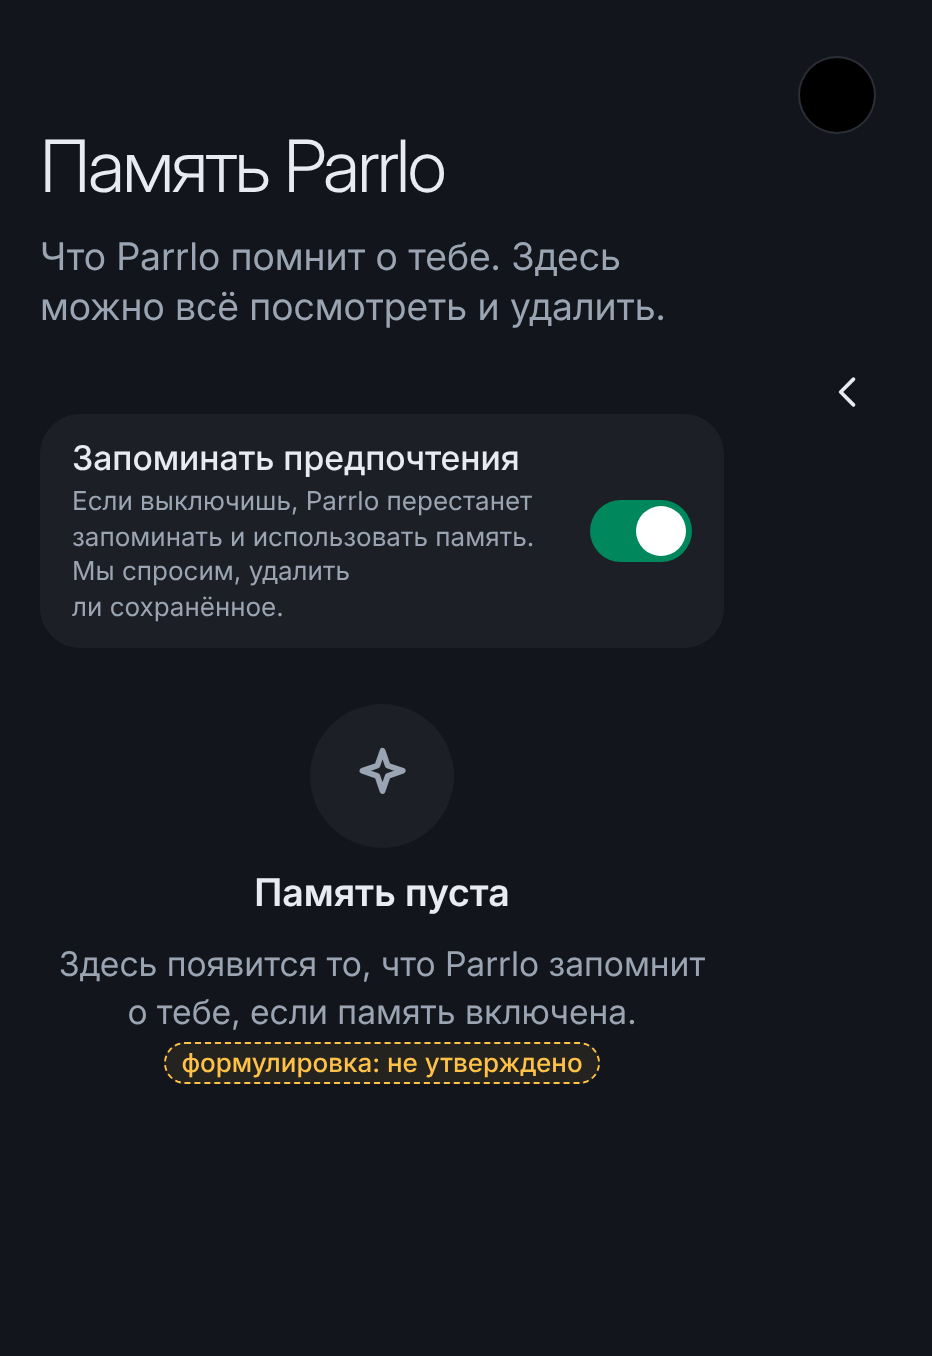 Память Parrlo
Что Parrlo помнит о тебе. Здесь
можно всё посмотреть и удалить.
Запоминать предпочтения
Если выключишь, Parrlo перестанет
запоминать и использовать память.
Мы спросим, удалить
ли сохранённое.
Память пуста
Здесь появится то, что Parrlo запомнит
о тебе, если память включена.
формулировка: не утверждено